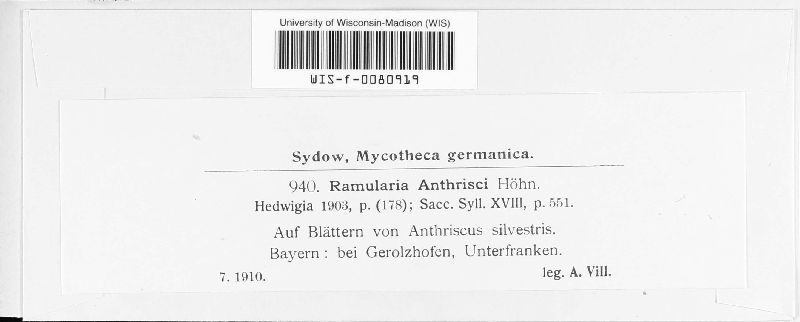 University of Wisconsin-Madison (WIS)
WIS-f-0080919
Sydow, Mycotheca germanica.
940. Ramularia Anthrisci Höhn.
Hedwigia 1903, p. (178); Sacc. Syll. XVIII, p. 551.
Auf Blättern von Anthriscus silvestris.
Bayern: bei Gerolzhofen, Unterfranken.
7. 1910. leg. A. Vill.